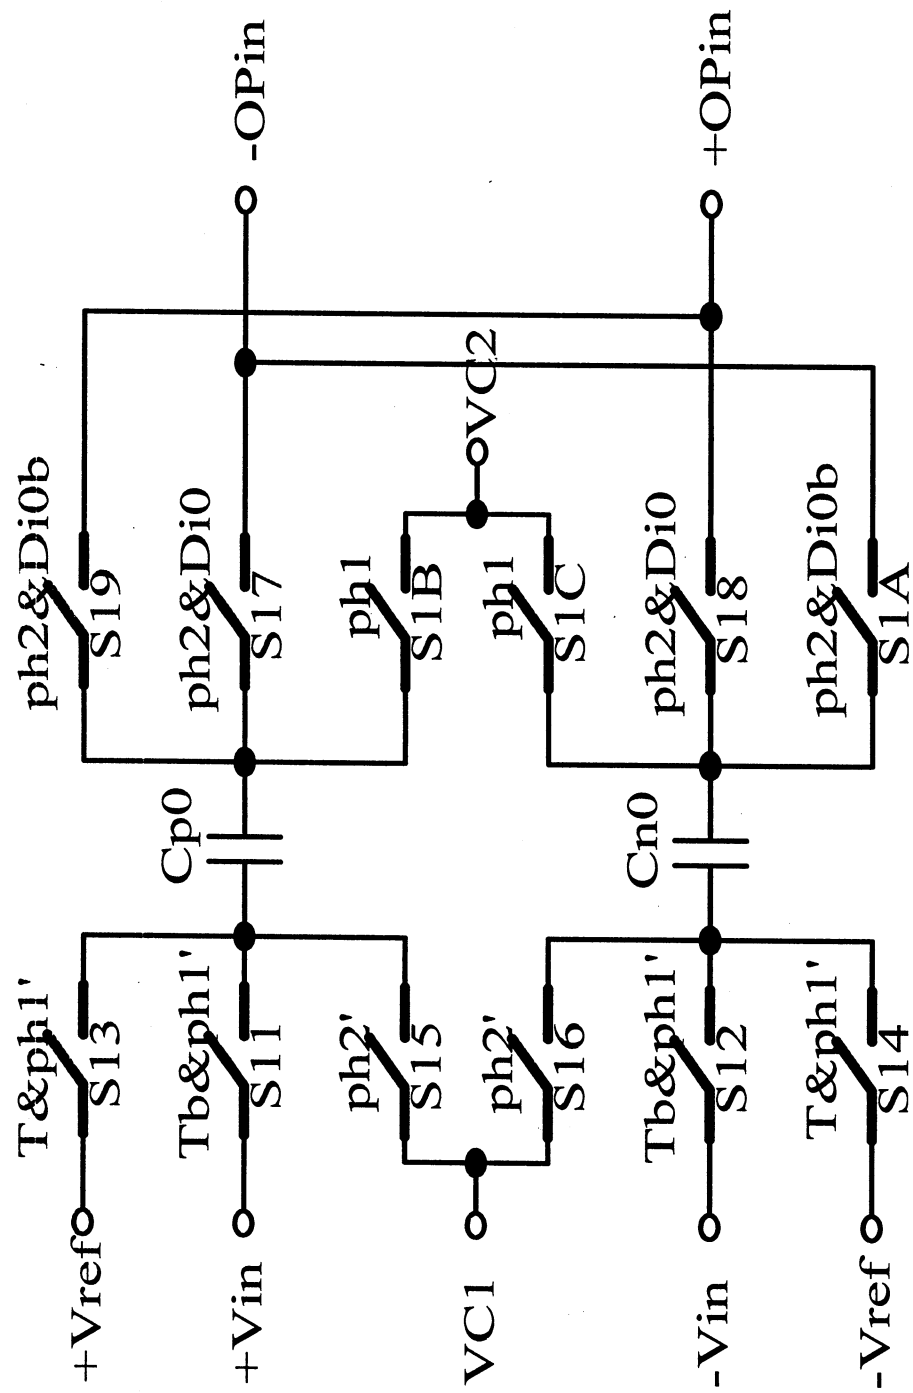 +Vref
T&ph1'
S13
ph2&Di0b
S19
+Vin
Tb&ph1'
S11
Cp0
ph2&Di0
S17
-OPin
VC1
ph2'
S15
ph1
S1B
VC2
ph2'
S16
ph1
S1C
-Vin
Tb&ph1'
S12
Cn0
ph2&Di0
S18
+OPin
-Vref
T&ph1'
S14
ph2&Di0b
S1A